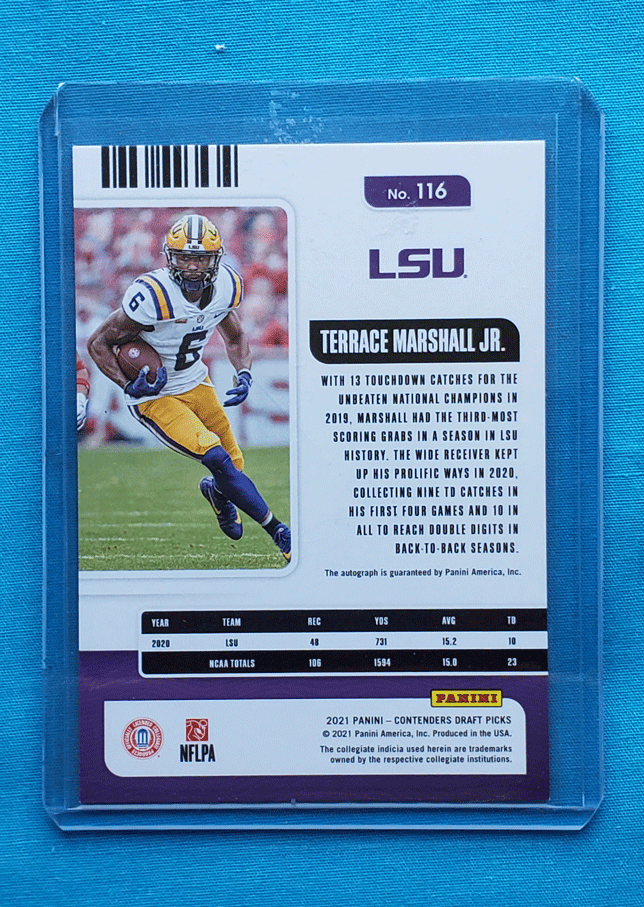 No. 116
LSU
TERRACE MARSHALL JR.
WITH 13 TOUCHDOWN CATCHES FOR THE
UNBEATEN NATIONAL CHAMPIONS IN
2019, MARSHALL HAD THE THIRD-MOST
SCORING GRABS IN A SEASON IN LSU
HISTORY. THE WIDE RECEIVER KEPT
UP HIS PROLIFIC WAYS IN 2020,
COLLECTING NINE TD CATCHES IN
HIS FIRST FOUR GAMES AND 10 IN
ALL TO REACH DOUBLE DIGITS IN
BACK-TO-BACK SEASONS.
The autograph is guaranteed by Panini America, Inc.
LSU
6
6
YEAR TEAM REC YDS AVG TD
2020 LSU 48 731 15.2 10
NCAA TOTALS 106 1594 15.0 23
PANINI
NFLPA
2021 PANINI – CONTENDERS DRAFT PICKS
© 2021 Panini America, Inc. Produced in the USA.
The collegiate indicia used herein are trademarks
owned by the respective collegiate institutions.